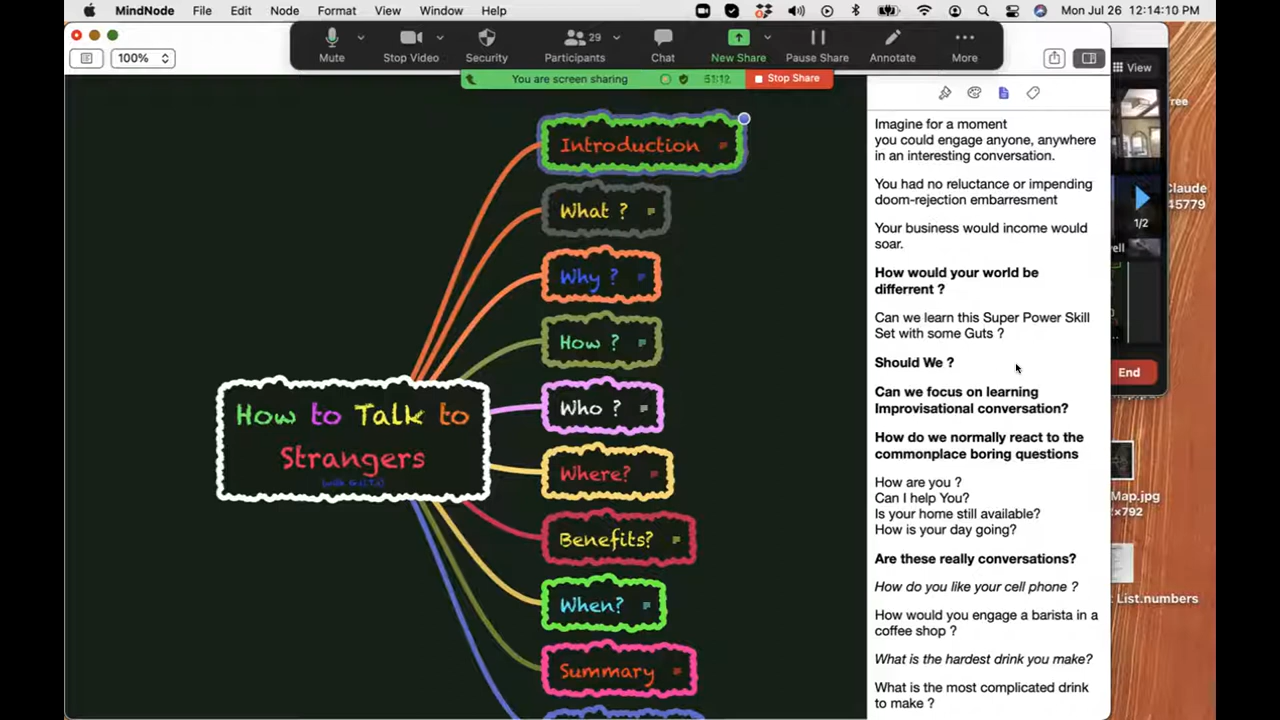 MindNode File Edit Node Format View Window Help Mon Jul 26 12:14:10 PM
Mute Stop Video Security Participants 29 Chat New Share Pause Share Annotate More
100%
You are screen sharing 51:12 Stop Share
View
Introduction
What ?
Why ?
How ?
Who ?
Where?
Benefits?
When?
Summary
How to Talk to
Strangers
Imagine for a moment
you could engage anyone, anywhere
in an interesting conversation.
You had no reluctance or impending
doom-rejection embarresment
Your business would income would
soar.
How would your world be
differrent ?
Can we learn this Super Power Skill
Set with some Guts ?
Should We ?
Can we focus on learning
Improvisational conversation?
How do we normally react to the
commonplace boring questions
How are you ?
Can I help You?
Is your home still available?
How is your day going?
Are these really conversations?
How do you like your cell phone ?
How would you engage a barista in a
coffee shop ?
What is the hardest drink you make?
What is the most complicated drink
to make ?
ree
Claude
45779
1/2
ell
End
Map.jpg
×792
List.numbers